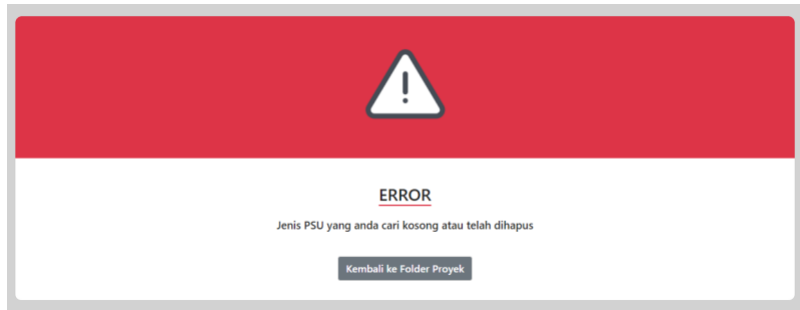 ERROR
Jenis PSU yang anda cari kosong atau telah dihapus
Kembali ke Folder Proyek